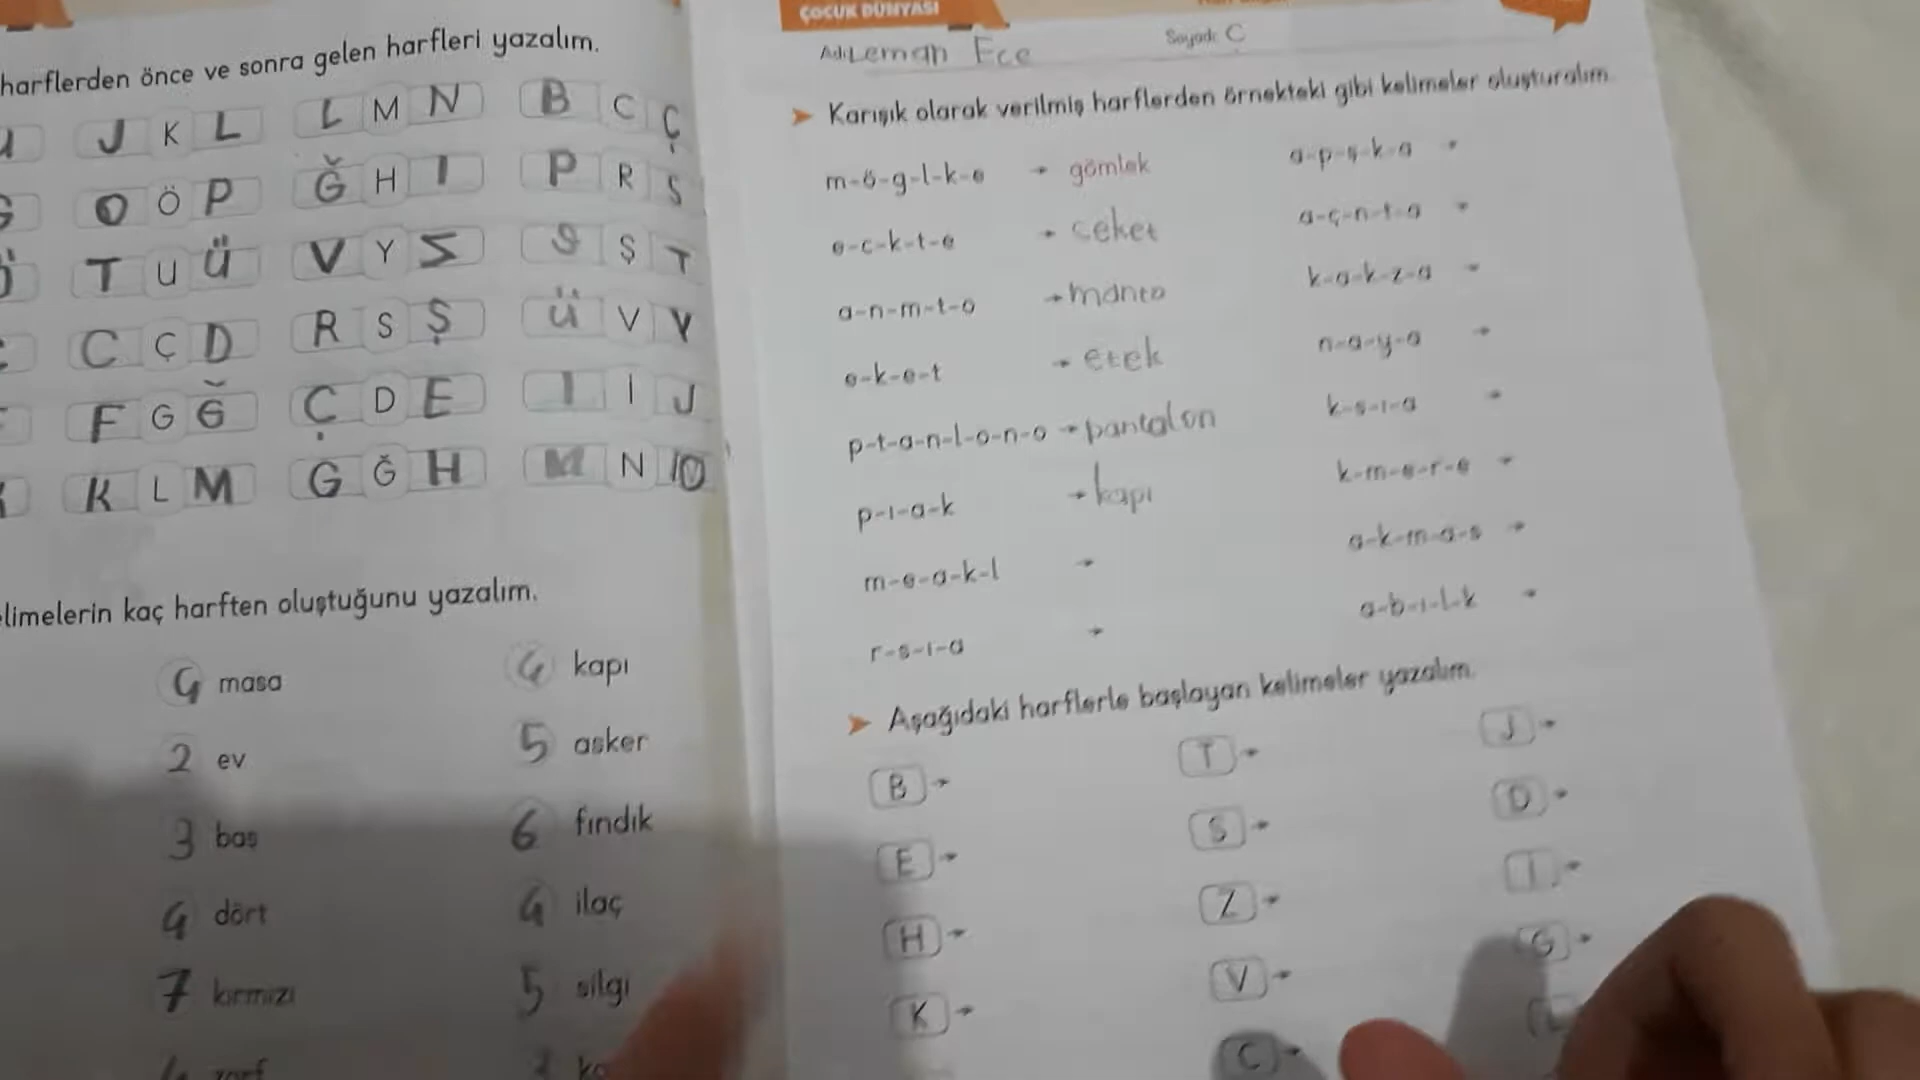 harflerden önce ve sonra gelen harfleri yazalım.
J K L
L M N
B C Ç
O Ö P
Ğ H I
P R S
T U Ü
V Y
Ş T
C Ç D
R S Ş
Ü V Y
F G Ğ
Ç D E
I İ J
K L M
G Ğ H
M N
elimelerin kaç harften oluştuğunu yazalım.
4 masa
4 kapı
2 ev
5 asker
3 baş
6 fındık
4 dört
4 ilaç
7 kırmızı
5 silgi
zarf
ÇOCUK DÜNYASI
Adı: Leman Ece
Soyadı: C
Karışık olarak verilmiş harflerden örnekteki gibi kelimeler oluşturalım
m-ö-g-l-k-e → gömlek
e-c-k-t-e → ceket
a-n-m-t-o → manto
e-k-e-t → etek
p-t-a-n-l-o-n-o → pantalon
p-ı-a-k → kapı
m-e-a-k-l →
r-s-ı-a →
a-p-ş-k-a →
a-ç-n-t-a →
k-a-k-z-a →
n-a-y-a →
k-s-ı-a →
k-m-e-r-e →
a-k-m-a-s →
a-b-ı-l-k →
Aşağıdaki harflerle başlayan kelimeler yazalım.
B →
T →
J →
E →
S →
O →
H →
Z →
I →
K →
V →
G →
C →
L